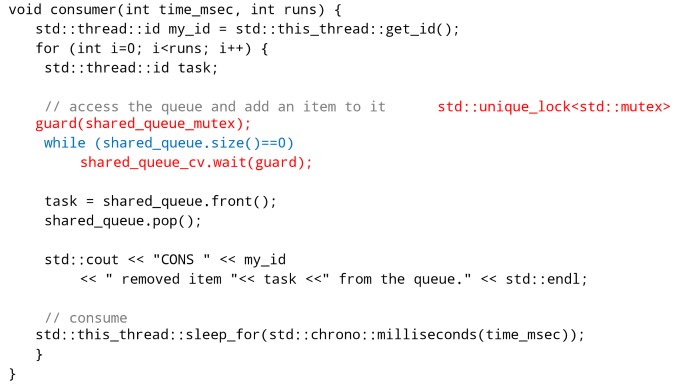 void consumer(int time_msec, int runs) {
std::thread::id my_id = std::this_thread::get_id();
for (int i=0; i<runs; i++) {
std::thread::id task;
// access the queue and add an item to it std::unique_lock<std::mutex>
guard(shared_queue_mutex);
while (shared_queue.size()==0)
shared_queue_cv.wait(guard);
task = shared_queue.front();
shared_queue.pop();
std::cout << "CONS " << my_id
<< " removed item "<< task <<" from the queue." << std::endl;
// consume
std::this_thread::sleep_for(std::chrono::milliseconds(time_msec));
}
}